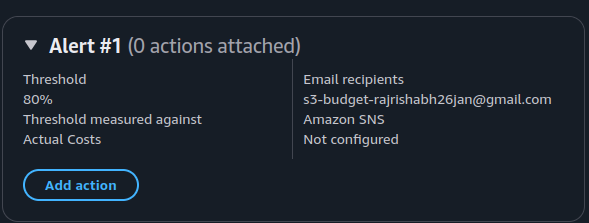 Alert #1 (0 actions attached)
Threshold
80%
Threshold measured against
Actual Costs
Email recipients
s3-budget-rajrishabh26jan@gmail.com
Amazon SNS
Not configured
Add action